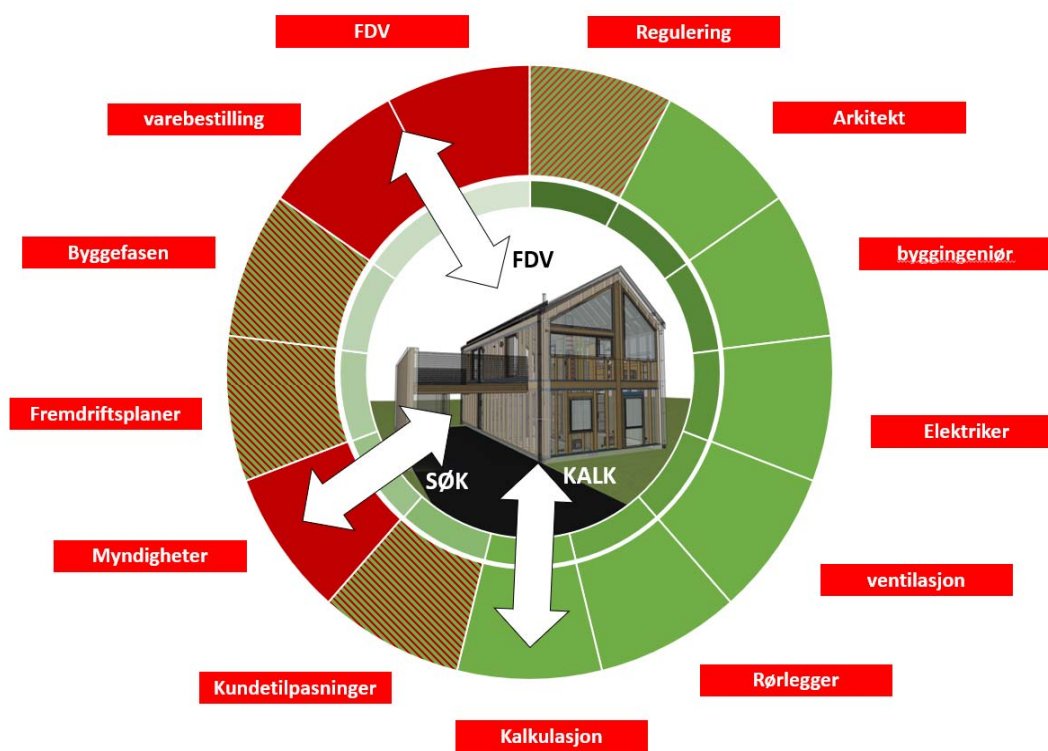 FDV
Regulering
varebestilling
Arkitekt
Byggefasen
byggingeniør
FDV
Fremdriftsplaner
Elektriker
SØK
KALK
Myndigheter
ventilasjon
Kundetilpasninger
Rørlegger
Kalkulasjon